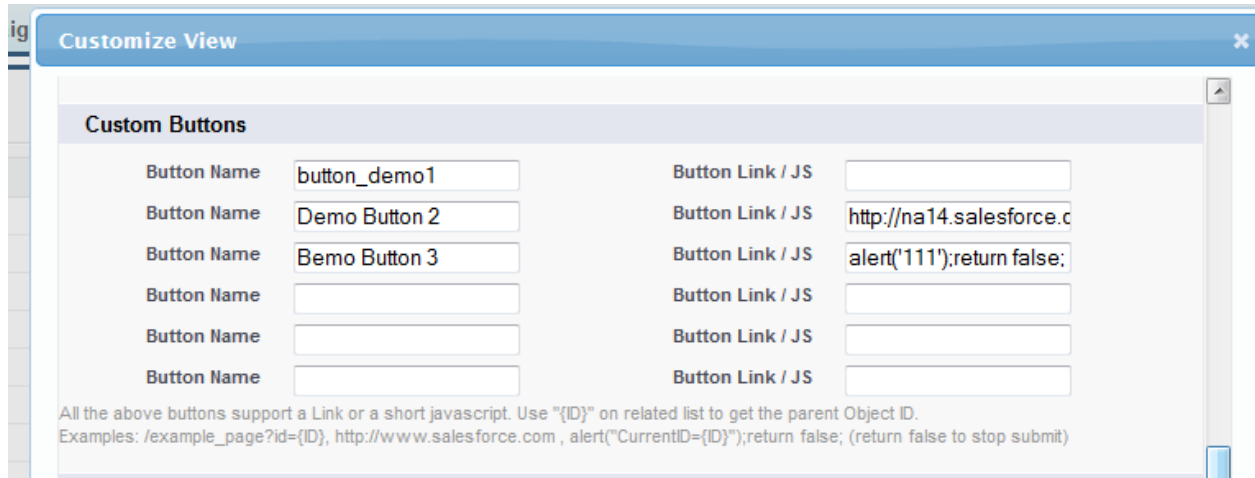 ig
Customize View
Custom Buttons
Button Name button_demo1 Button Link / JS
Button Name Demo Button 2 Button Link / JS http://na14.salesforce.c
Button Name Bemo Button 3 Button Link / JS alert('111');return false;
Button Name Button Link / JS
Button Name Button Link / JS
Button Name Button Link / JS
All the above buttons support a Link or a short javascript. Use "{ID}" on related list to get the parent Object ID.
Examples: /example_page?id={ID}, http://www.salesforce.com , alert("CurrentID={ID}");return false; (return false to stop submit)